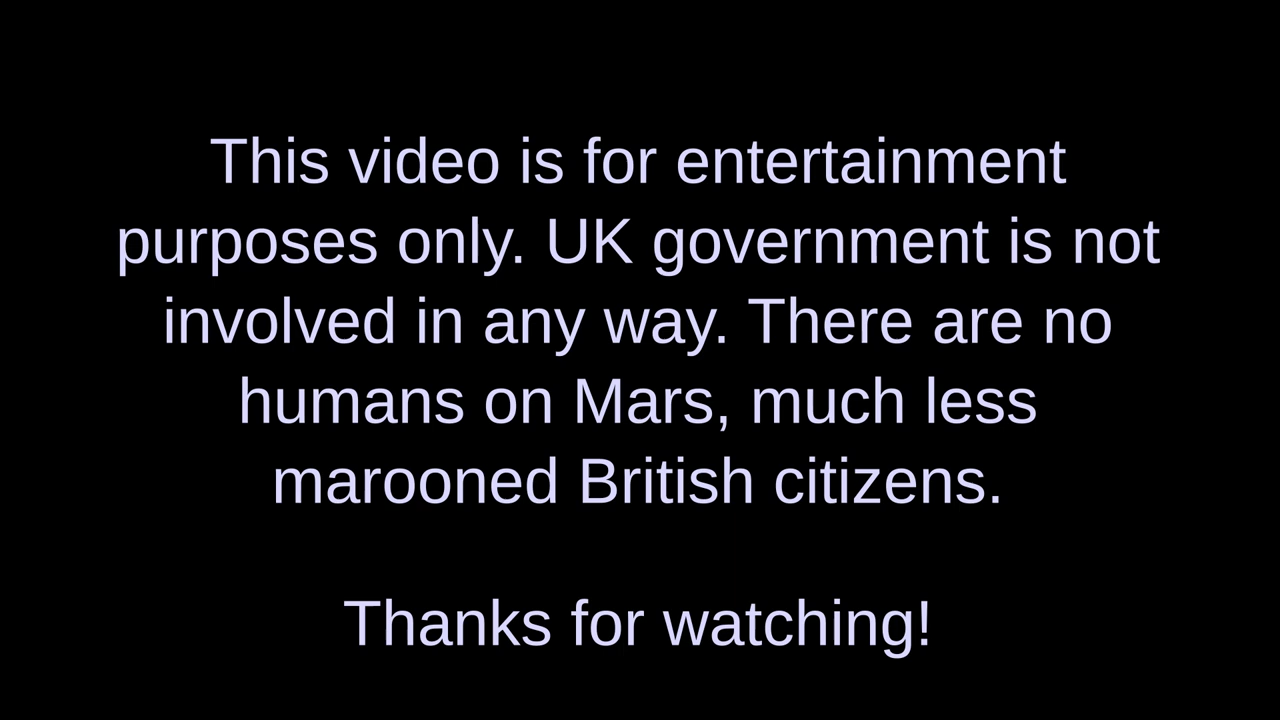 This video is for entertainment
purposes only. UK government is not
involved in any way. There are no
humans on Mars, much less
marooned British citizens.
Thanks for watching!